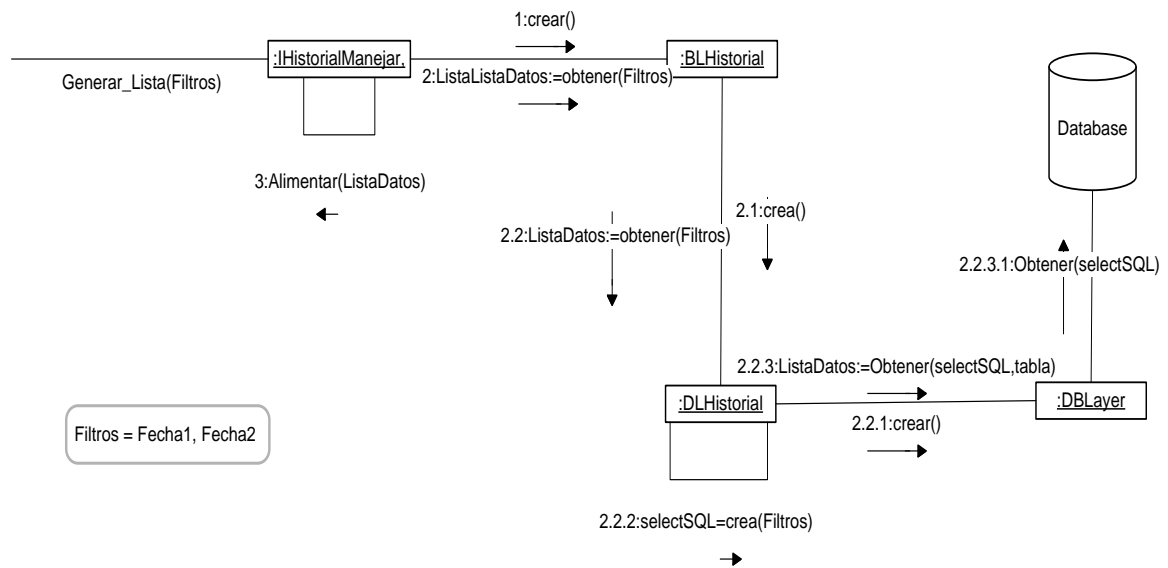 1:crear()
:IHistorialManejar,
:BLHistorial
Generar_Lista(Filtros)
2:ListaListaDatos:=obtener(Filtros)
Database
3:Alimentar(ListaDatos)
2.1:crea()
2.2:ListaDatos:=obtener(Filtros)
2.2.3.1:Obtener(selectSQL)
2.2.3:ListaDatos:=Obtener(selectSQL,tabla)
:DLHistorial
:DBLayer
2.2.1:crear()
Filtros = Fecha1, Fecha2
2.2.2:selectSQL=crea(Filtros)